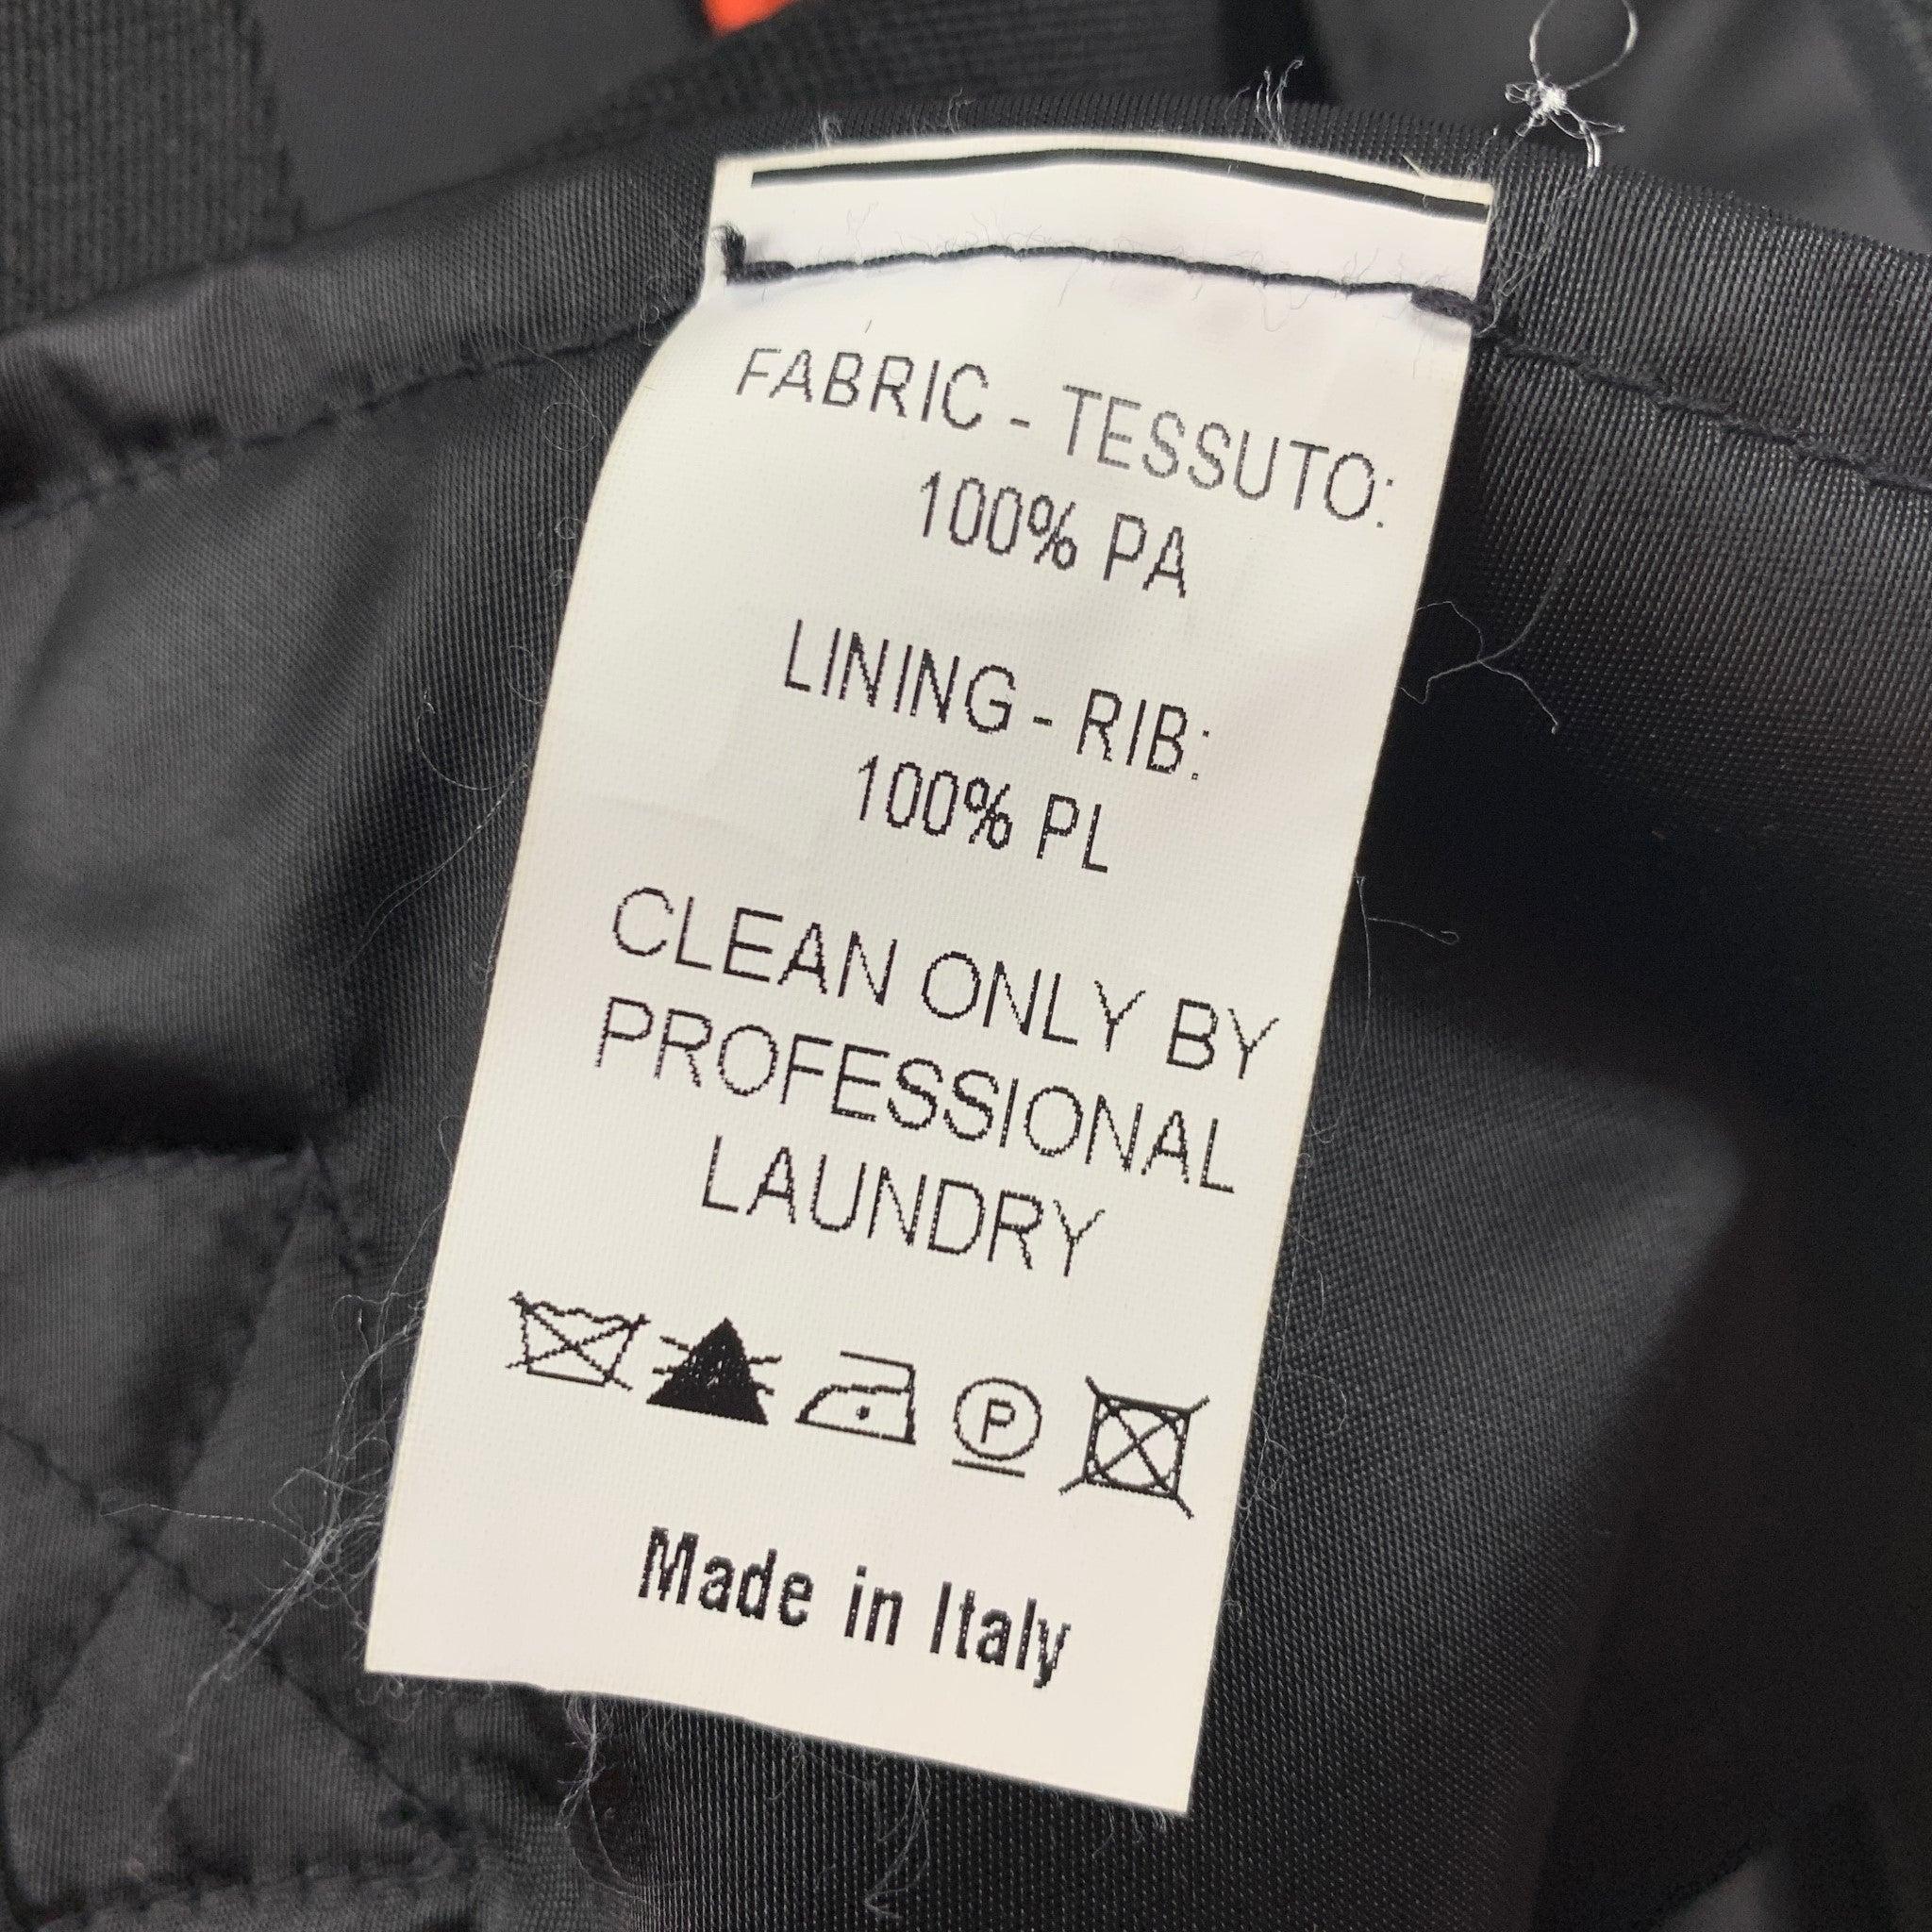 FABRIC - TESSUTO:
100% PA
LINING - RIB:
100% PL
CLEAN ONLY BY
PROFESSIONAL
LAUNDRY
P
Made in Italy